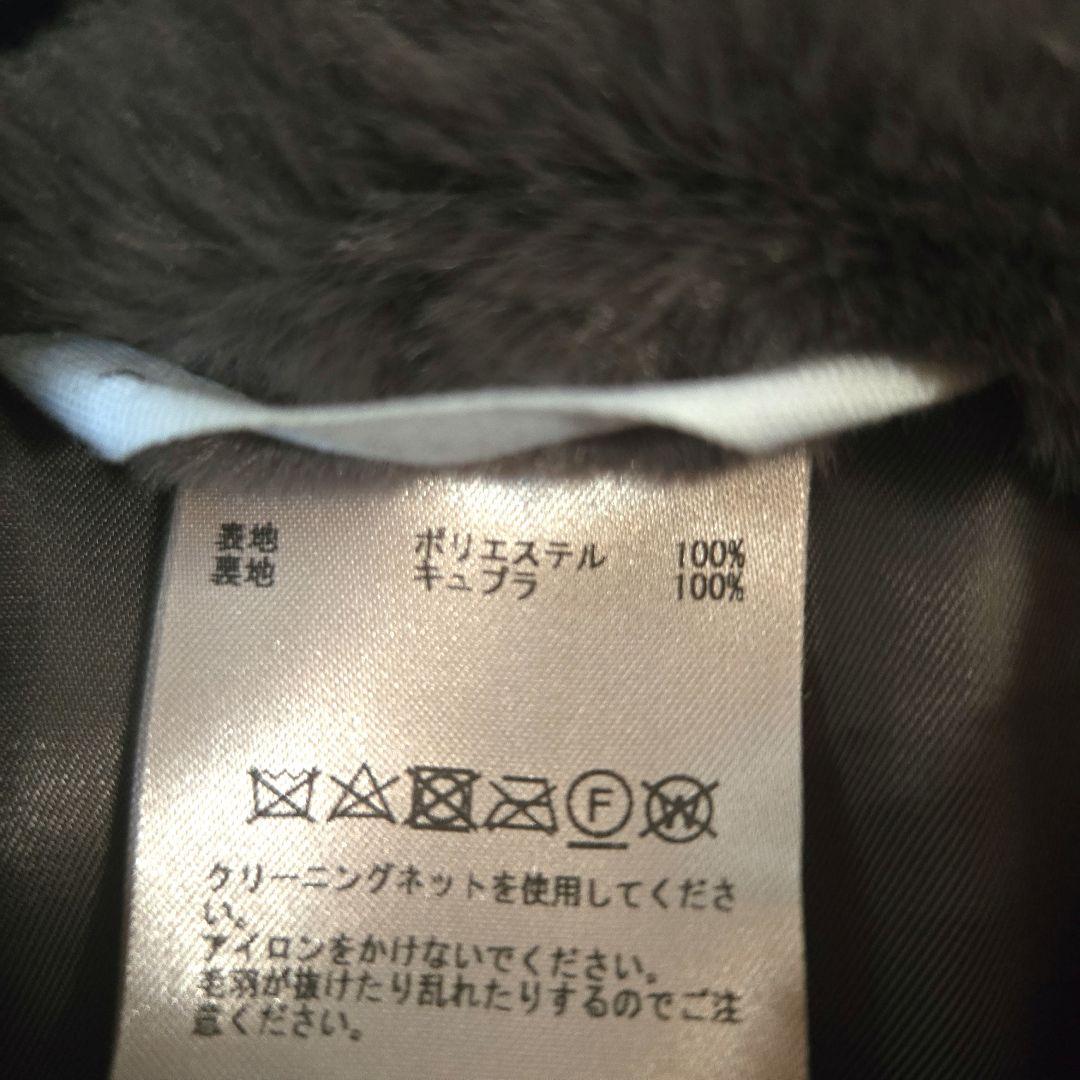 表地 ポリエステル 100%
裏地 キュプラ 100%
F W
クリーニングネットを使用してくださ
い。
アイロンをかけないでください。
毛羽が抜けたり乱れたりするのでご注
意ください。